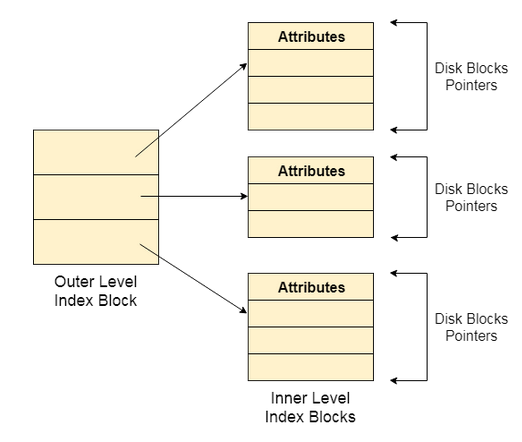 Attributes
Disk Blocks
Pointers
Attributes
Disk Blocks
Pointers
Outer Level
Index Block
Attributes
Disk Blocks
Pointers
Inner Level
Index Blocks